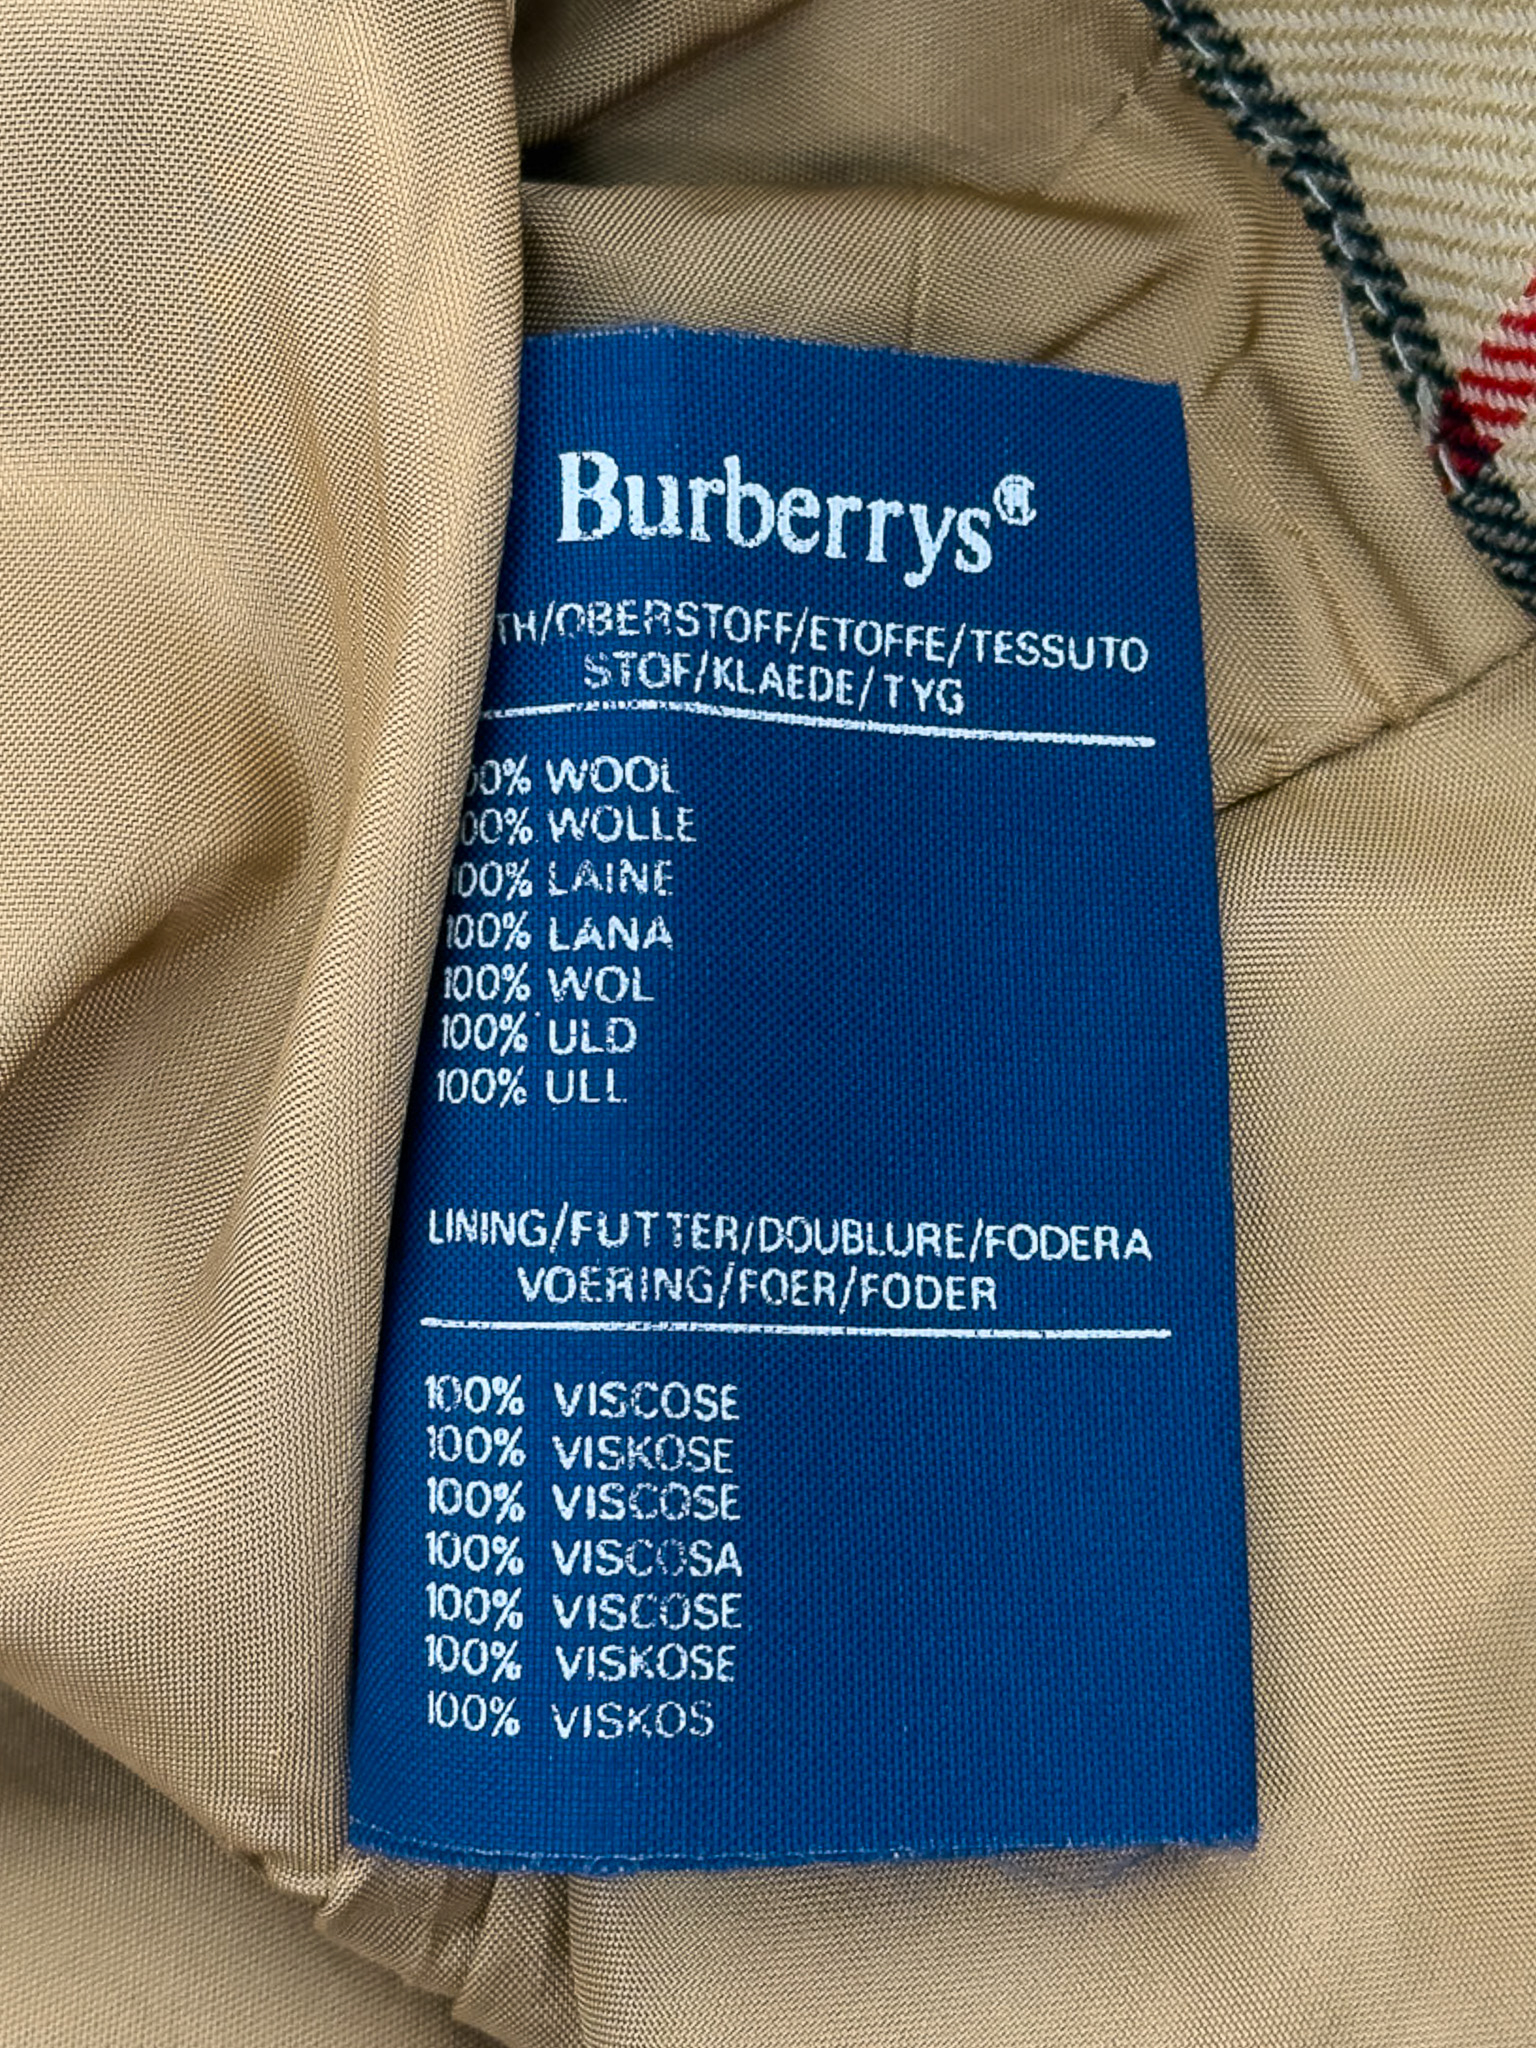 Burberrys®
TH/OBERSTOFF/ETOFFE/TESSUTO
STOF/KLAEDE/TYG
00% WOOL
00% WOLLE
100% LAINE
100% LANA
100% WOL
100% ULD
100% ULL
LINING/FUTTER/DOUBLURE/FODERA
VOERING/FOER/FODER
100% VISCOSE
100% VISKOSE
100% VISCOSE
100% VISCOSA
100% VISCOSE
100% VISKOSE
100% VISKOS